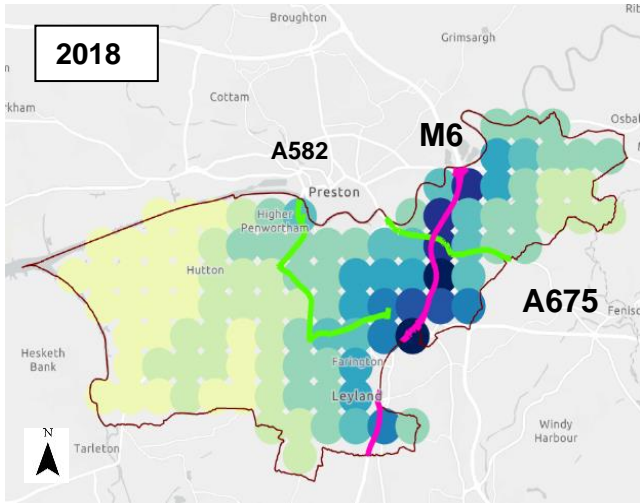 Broughton
Rib
2018
Grimsargh
Cottam
M6
Osbal
rkham
A582
Preston
Higher
Penwortham
Hutton
A675
Fenisc
Hesketh
Bank
Farington
Leyland
N
Windy
Harbour
Tarleton